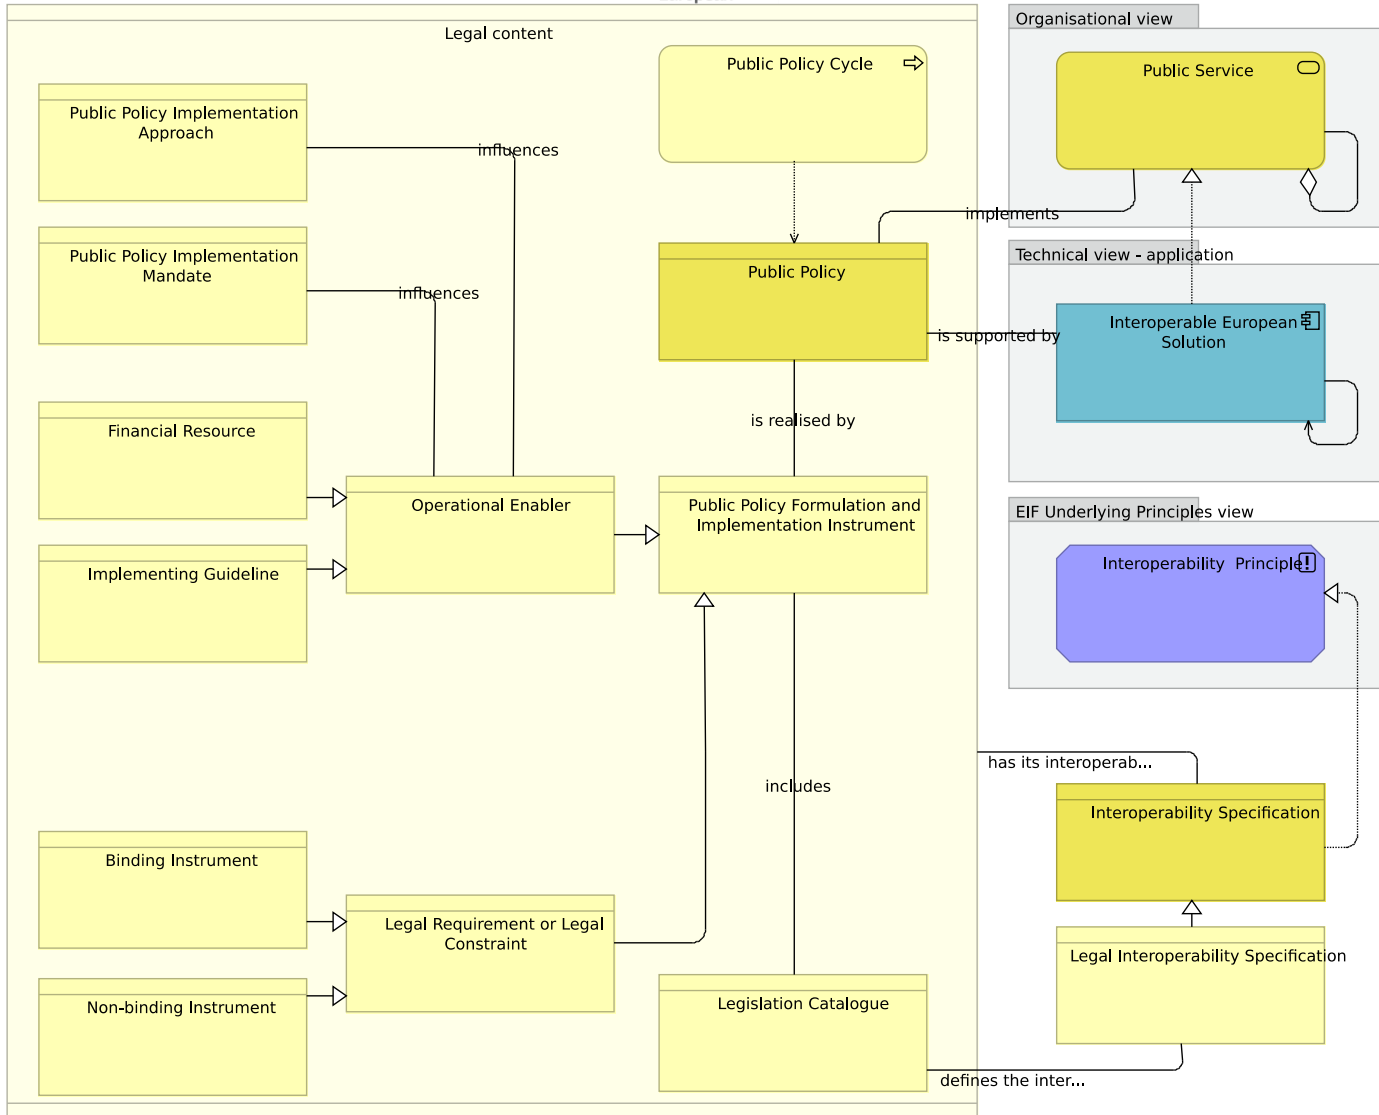 Legal content
Organisational view
Public Policy Cycle
Public Service
Public Policy Implementation
Approach
influences
implements
Public Policy Implementation
Mandate
influences
Public Policy
Technical view - application
Interoperable European
Solution
is supported by
is realised by
Financial Resource
Operational Enabler
Public Policy Formulation and
Implementation Instrument
EIF Underlying Principles view
Interoperability Principle
Implementing Guideline
has its interoperab...
includes
Interoperability Specification
Binding Instrument
Legal Requirement or Legal
Constraint
Legal Interoperability Specification
Non-binding Instrument
Legislation Catalogue
defines the inter...